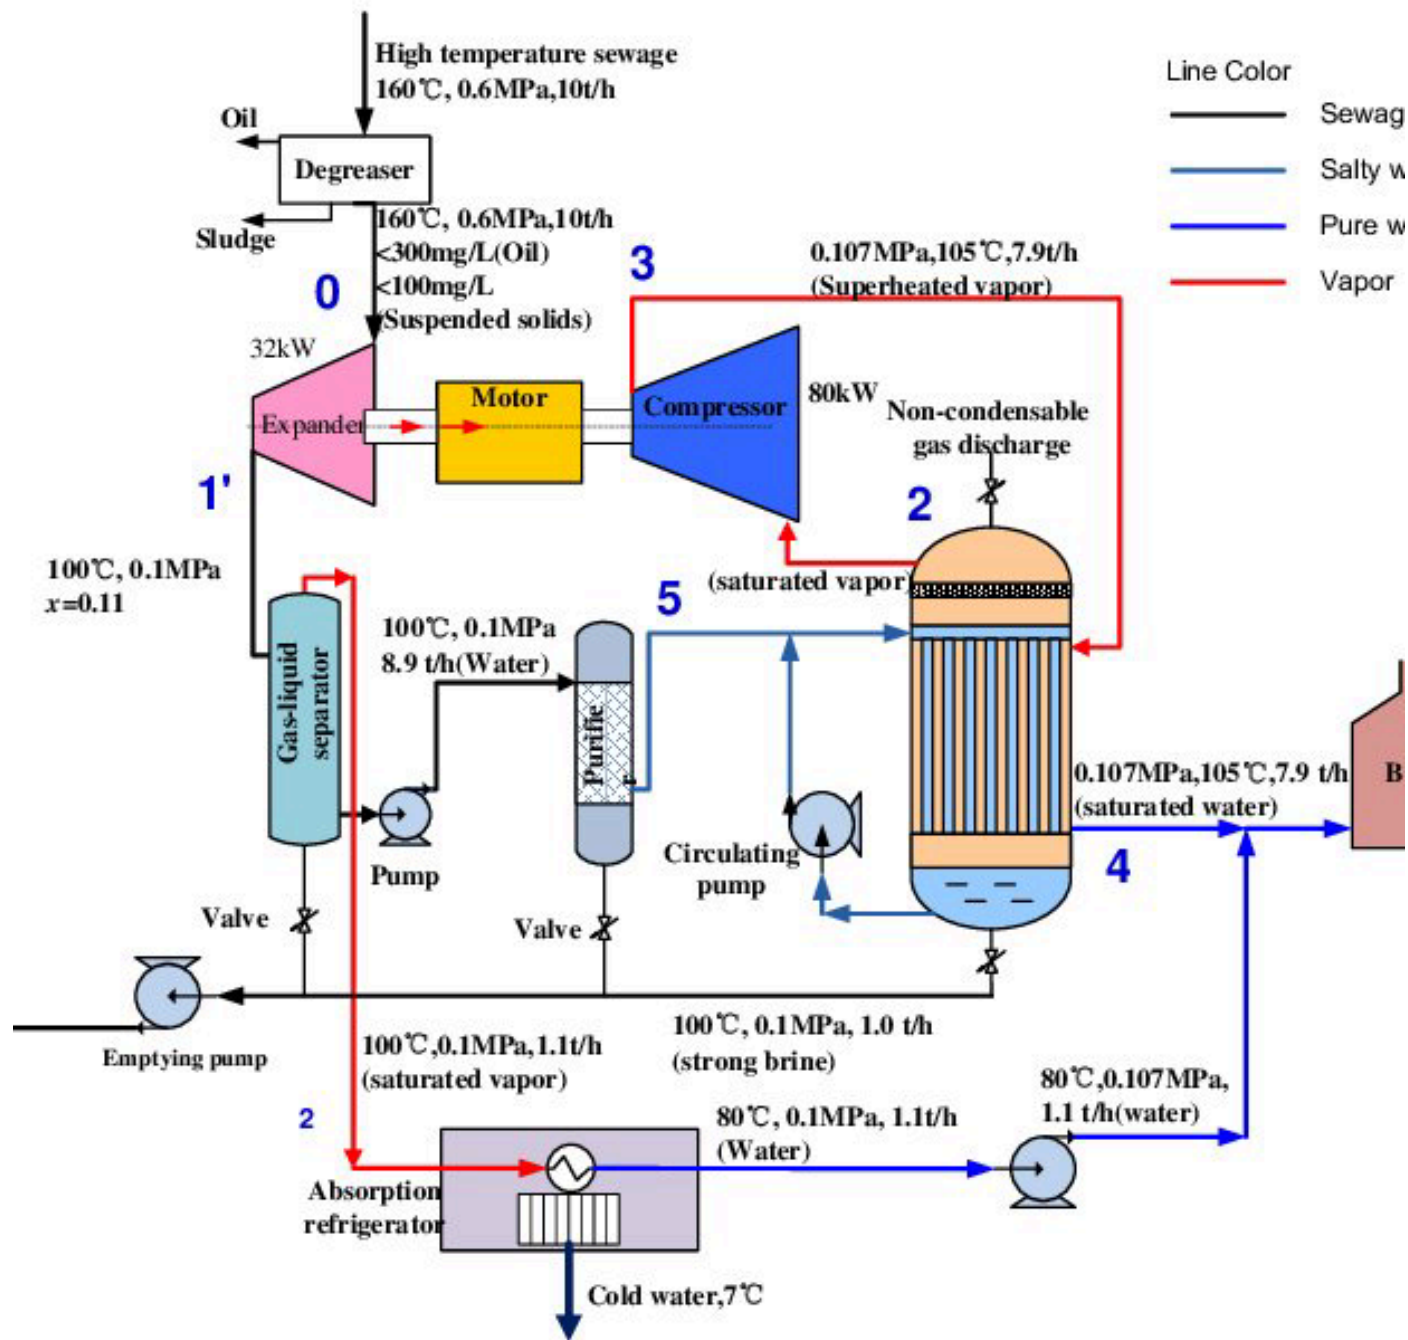 High temperature sewage
160℃, 0.6MPa,10t/h
Line Color
Sewag
Salty w
Pure w
Vapor
Oil
Degreaser
Sludge
160℃, 0.6MPa,10t/h
<300mg/L(Oil)
<100mg/L
(Suspended solids)
0
3
0.107MPa,105℃,7.9t/h
(Superheated vapor)
32kW
Expander
Motor
Compressor
80kW
Non-condensable
gas discharge
1'
2
100℃, 0.1MPa
x=0.11
(saturated vapor)
5
Gas-liquid
separator
100℃, 0.1MPa
8.9 t/h(Water)
Purifie
r
Pump
Circulating
pump
0.107MPa,105℃,7.9 t/h
(saturated water)
B
4
Valve
Valve
Emptying pump
100℃,0.1MPa,1.1t/h
(saturated vapor)
100℃, 0.1MPa, 1.0 t/h
(strong brine)
2
80℃, 0.1MPa, 1.1t/h
(Water)
80℃,0.107MPa,
1.1 t/h(water)
Absorption
refrigerator
Cold water,7℃